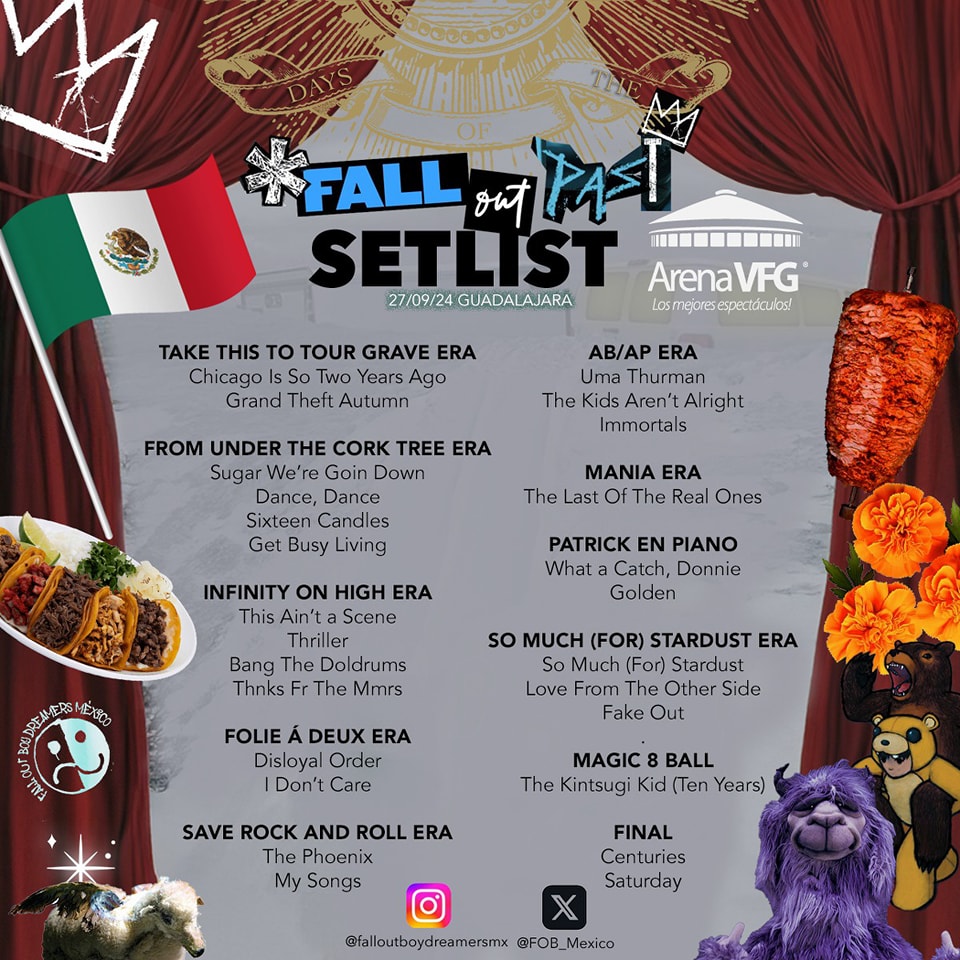 DAYS
OF
THE
*FALL out PAST
SETLIST
27/09/24 GUADALAJARA
ArenaVFG®
Los mejores espectáculos!
TAKE THIS TO TOUR GRAVE ERA
Chicago Is So Two Years Ago
Grand Theft Autumn
FROM UNDER THE CORK TREE ERA
Sugar We're Goin Down
Dance, Dance
Sixteen Candles
Get Busy Living
INFINITY ON HIGH ERA
This Ain't a Scene
Thriller
Bang The Doldrums
Thnks Fr The Mmrs
FOLIE Á DEUX ERA
Disloyal Order
I Don't Care
SAVE ROCK AND ROLL ERA
The Phoenix
My Songs
AB/AP ERA
Uma Thurman
The Kids Aren't Alright
Immortals
MANIA ERA
The Last Of The Real Ones
PATRICK EN PIANO
What a Catch, Donnie
Golden
SO MUCH (FOR) STARDUST ERA
So Much (For) Stardust
Love From The Other Side
Fake Out
.
MAGIC 8 BALL
The Kintsugi Kid (Ten Years)
FINAL
Centuries
Saturday
FALL OUT BOY DREAMERS MÉXICO
@falloutboydreamersmx
@FOB_Mexico